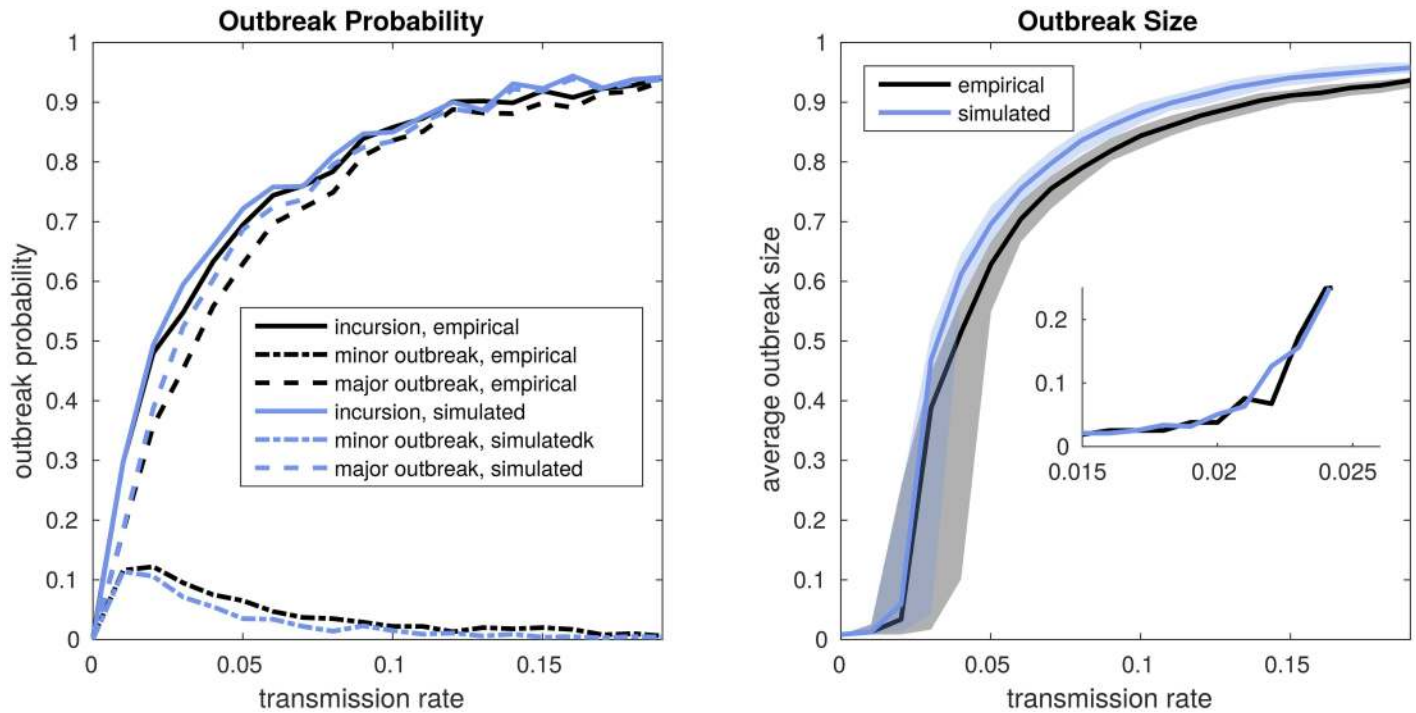 Outbreak Probability
1
0.9
0.8
0.7
0.6
0.5
0.4
0.3
0.2
0.1
0
outbreak probability
incursion, empirical
minor outbreak, empirical
major outbreak, empirical
incursion, simulated
minor outbreak, simulatedk
major outbreak, simulated
0
0.05
0.1
0.15
transmission rate
Outbreak Size
1
0.9
0.8
0.7
0.6
0.5
0.4
0.3
0.2
0.1
0
average outbreak size
empirical
simulated
0.2
0.1
0
0.015
0.02
0.025
0
0.05
0.1
0.15
transmission rate